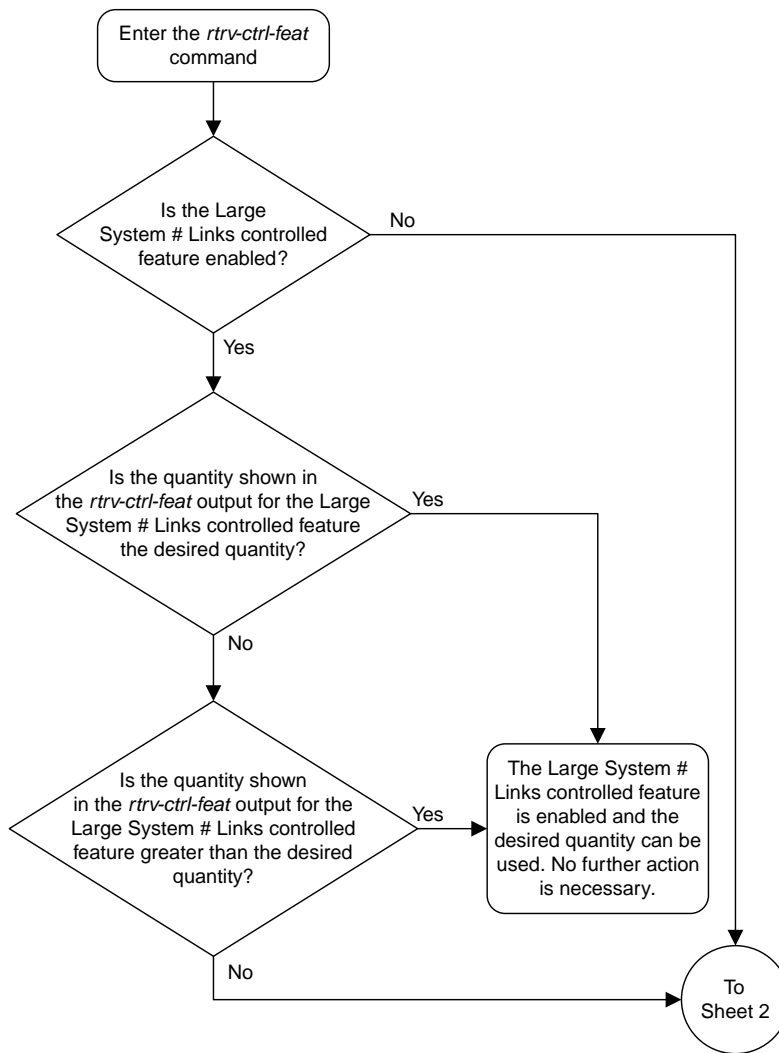 Enter the rtrv-ctrl-feat
command
Is the Large
System # Links controlled
feature enabled?
No
Yes
Is the quantity shown in
the rtrv-ctrl-feat output for the Large
System # Links controlled feature
the desired quantity?
Yes
No
Is the quantity shown
in the rtrv-ctrl-feat output for the
Large System # Links controlled
feature greater than the desired
quantity?
Yes
The Large System #
Links controlled feature
is enabled and the
desired quantity can be
used. No further action
is necessary.
No
To
Sheet 2